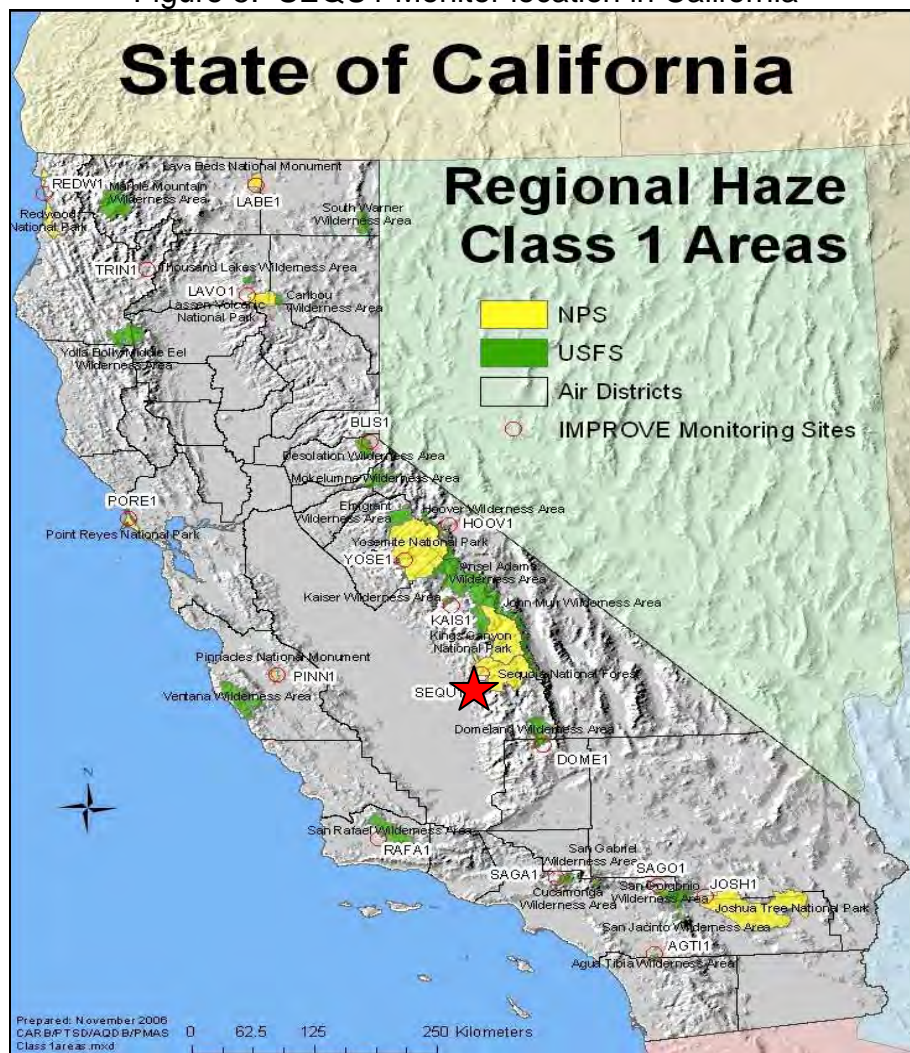 Figure 3. SEQU1 Monitor location in California
State of California
Regional Haze
Class 1 Areas
NPS
USFS
Air Districts
IMPROVE Monitoring Sites
Lava Beds National Monument
REDW1
Marble Mountain
Wilderness Area
LABE1
South Warner
Wilderness Area
Redwood
National Park
TRIN1
Thousand Lakes Wilderness Area
LAVO1
Lassen Volcanic
National Park
Caribou
Wilderness Area
Yolla Bolly Middle Eel
Wilderness Area
BLIS1
Desolation Wilderness Area
Mokelumne Wilderness Area
PORE1
Point Reyes National Park
Emigrant
Wilderness Area
Hoover Wilderness Area
HOOV1
Yosemite National Park
YOSE1
Ansel Adams
Wilderness Area
Kaiser Wilderness Area
John Muir Wilderness Area
KAIS1
Kings Canyon
National Park
Pinnacles National Monument
PINN1
Sequoia National Forest
SEQU1
Ventana Wilderness Area
Domeland Wilderness Area
DOME1
N
San Rafael Wilderness Area
RAFA1
San Gabriel
Wilderness Area
SAGA1
Cucamonga
Wilderness Area
SAGO1
San Gorgonio
Wilderness Area
JOSH1
Joshua Tree National Park
San Jacinto Wilderness Area
AGTI1
Agua Tibia Wilderness Area
Prepared: November 2006
CARB/PTSD/AQDB/PMAS
Class1areas.mxd
0 62.5 125 250 Kilometers